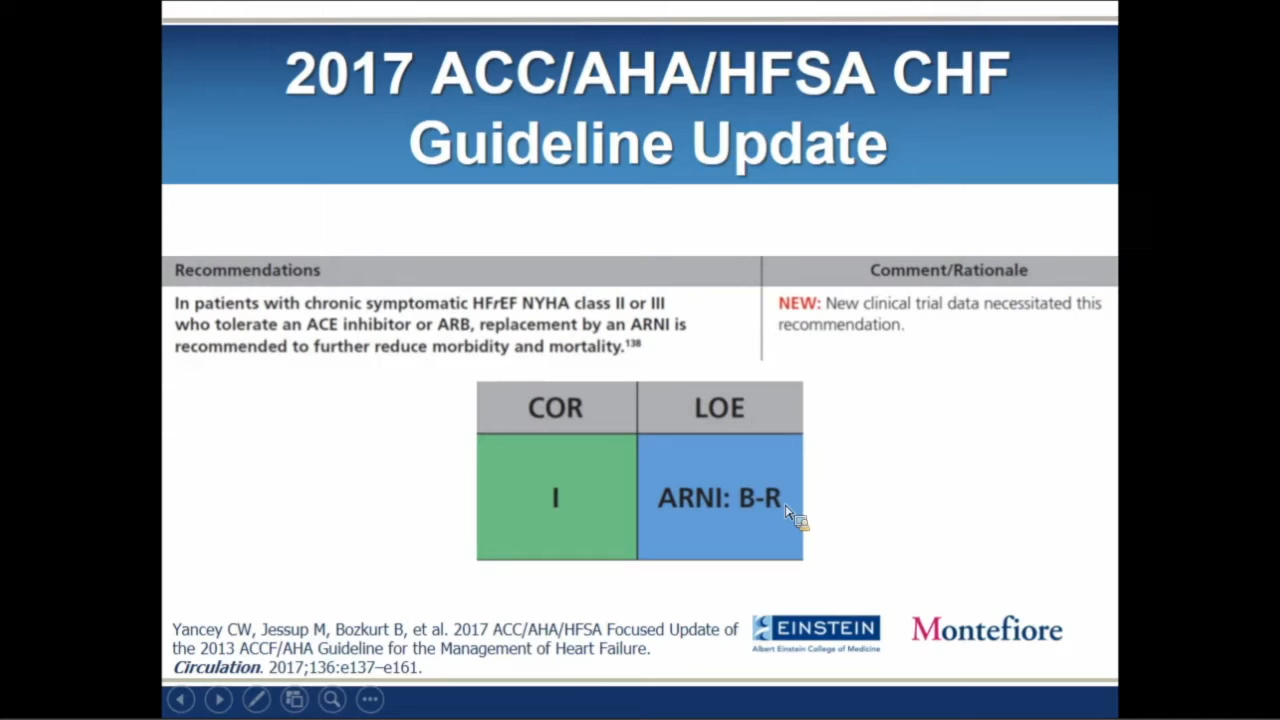 2017 ACC/AHA/HFSA CHF
Guideline Update
Recommendations
Comment/Rationale
In patients with chronic symptomatic HFrEF NYHA class II or III
who tolerate an ACE inhibitor or ARB, replacement by an ARNI is
recommended to further reduce morbidity and mortality.¹³⁸
NEW: New clinical trial data necessitated this
recommendation.
COR
LOE
I
ARNI: B-R
Yancey CW, Jessup M, Bozkurt B, et al. 2017 ACC/AHA/HFSA Focused Update of
the 2013 ACCF/AHA Guideline for the Management of Heart Failure.
Circulation. 2017;136:e137–e161.
EINSTEIN
Albert Einstein College of Medicine
Montefiore